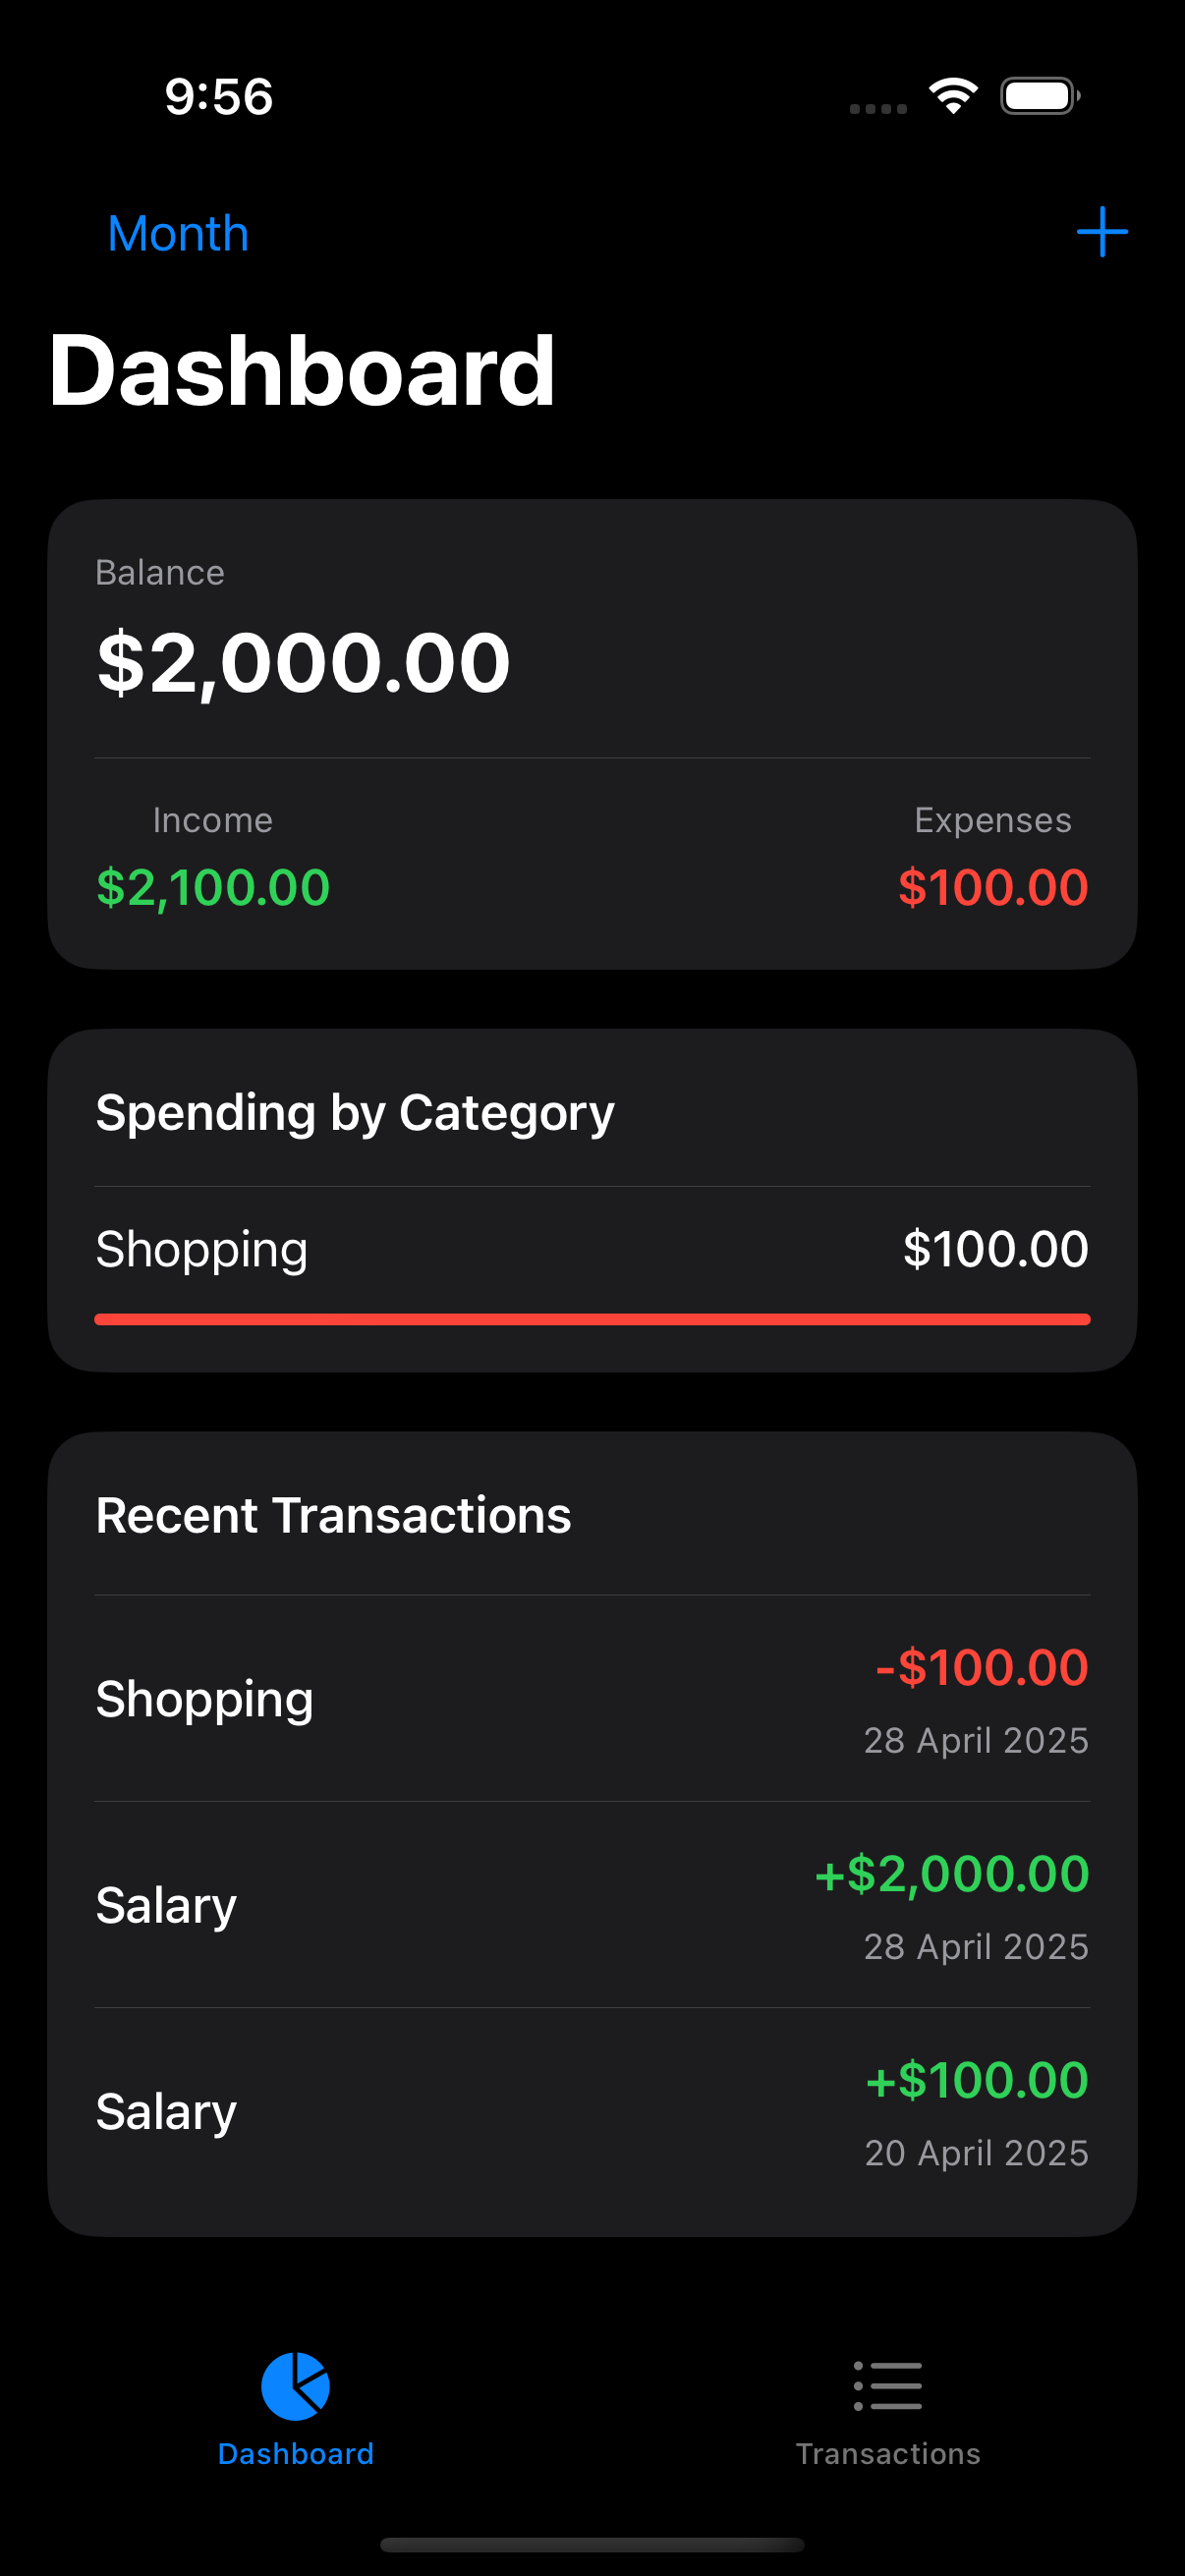 9:56
Month
Dashboard
Balance
$2,000.00
Income Expenses
$2,100.00 $100.00
Spending by Category
Shopping $100.00
Recent Transactions
Shopping -$100.00
28 April 2025
Salary +$2,000.00
28 April 2025
Salary +$100.00
20 April 2025
Dashboard Transactions